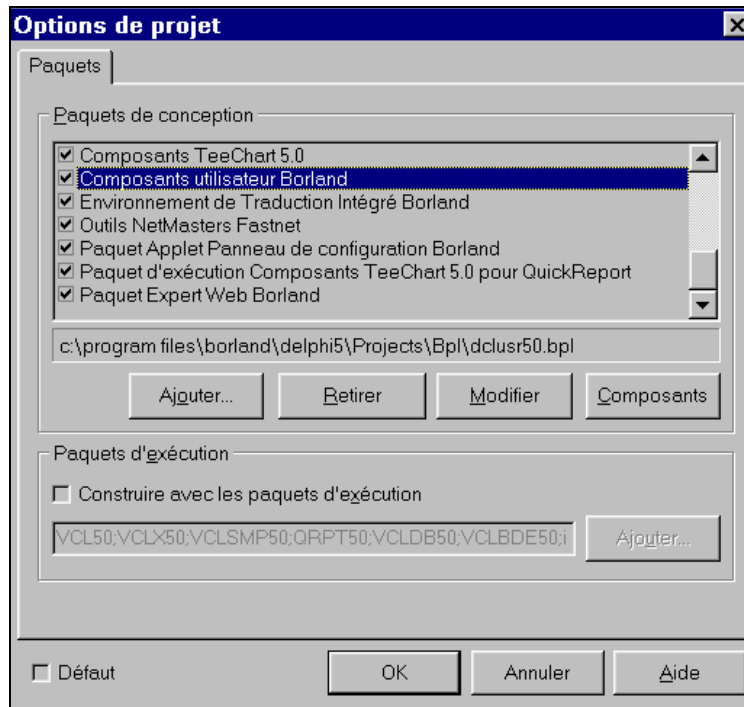 Options de projet
Paquets
Paquets de conception
Composants TeeChart 5.0
Composants utilisateur Borland
Environnement de Traduction Intégré Borland
Outils NetMasters Fastnet
Paquet Applet Panneau de configuration Borland
Paquet d'exécution Composants TeeChart 5.0 pour QuickReport
Paquet Expert Web Borland
c:\program files\borland\delphi5\Projects\Bpl\dclusr50.bpl
Ajouter... Retirer Modifier Composants
Paquets d'exécution
Construire avec les paquets d'exécution
VCL50;VCLX50;VCLSMP50;QRPT50;VCLDB50;VCLBDE50;i Ajouter...
Défaut OK Annuler Aide